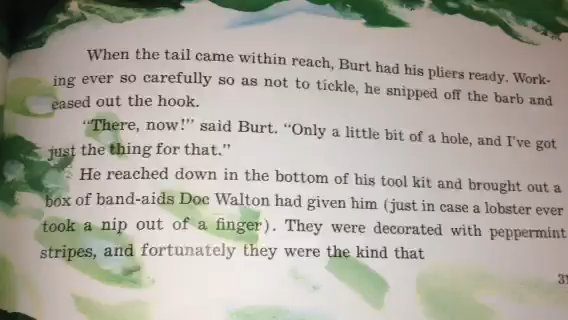 When the tail came within reach, Burt had his pliers ready. Work-
ing ever so carefully so as not to tickle, he snipped off the barb and
eased out the hook.
"There, now!" said Burt. "Only a little bit of a hole, and I've got
just the thing for that."
He reached down in the bottom of his tool kit and brought out a
box of band-aids Doc Walton had given him (just in case a lobster ever
took a nip out of a finger). They were decorated with peppermint
stripes, and fortunately they were the kind that